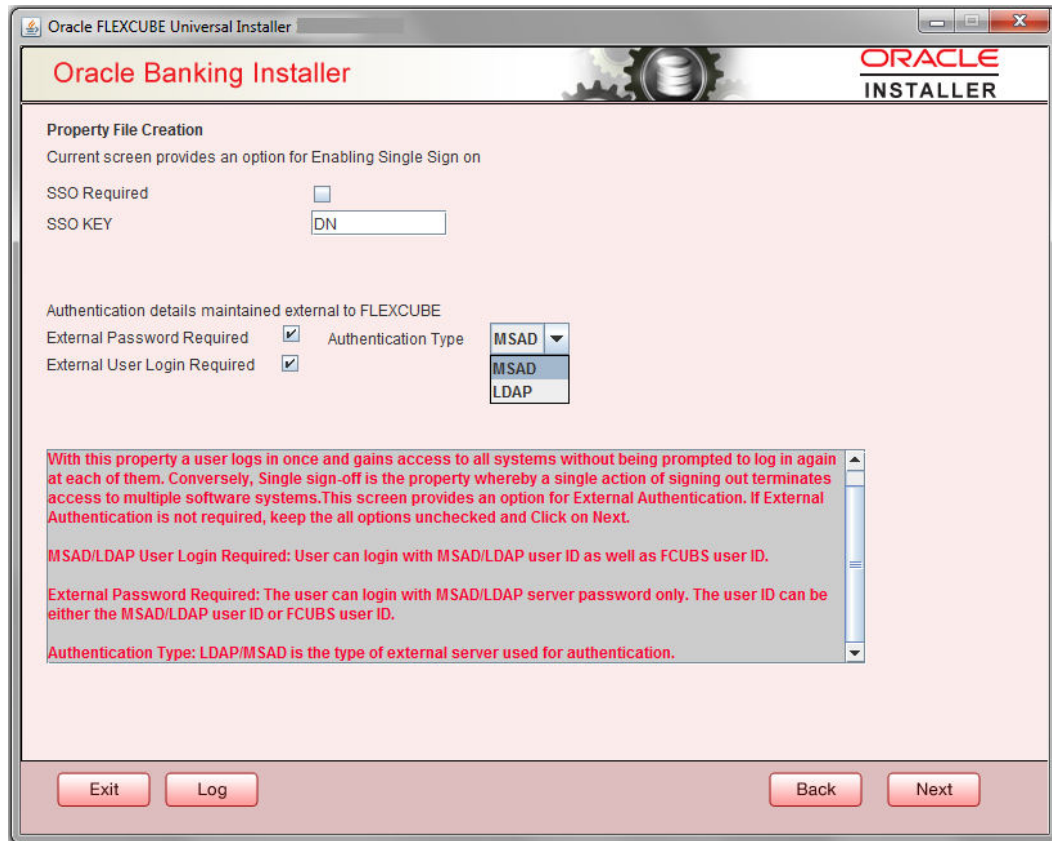 Oracle FLEXCUBE Universal Installer
Oracle Banking Installer
ORACLE
INSTALLER
Property File Creation
Current screen provides an option for Enabling Single Sign on
SSO Required
SSO KEY DN
Authentication details maintained external to FLEXCUBE
External Password Required Authentication Type MSAD
External User Login Required MSAD
LDAP
With this property a user logs in once and gains access to all systems without being prompted to log in again
at each of them. Conversely, Single sign-off is the property whereby a single action of signing out terminates
access to multiple software systems.This screen provides an option for External Authentication. If External
Authentication is not required, keep the all options unchecked and Click on Next.
MSAD/LDAP User Login Required: User can login with MSAD/LDAP user ID as well as FCUBS user ID.
External Password Required: The user can login with MSAD/LDAP server password only. The user ID can be
either the MSAD/LDAP user ID or FCUBS user ID.
Authentication Type: LDAP/MSAD is the type of external server used for authentication.
Exit Log Back Next